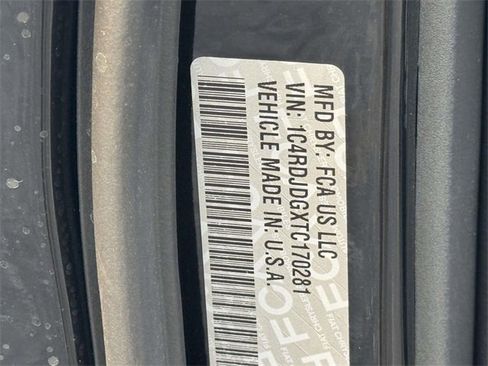 MFD BY: FCA US LLC
VIN: 1C4RDJDGXTC170281
VEHICLE MADE IN: U.S.A.